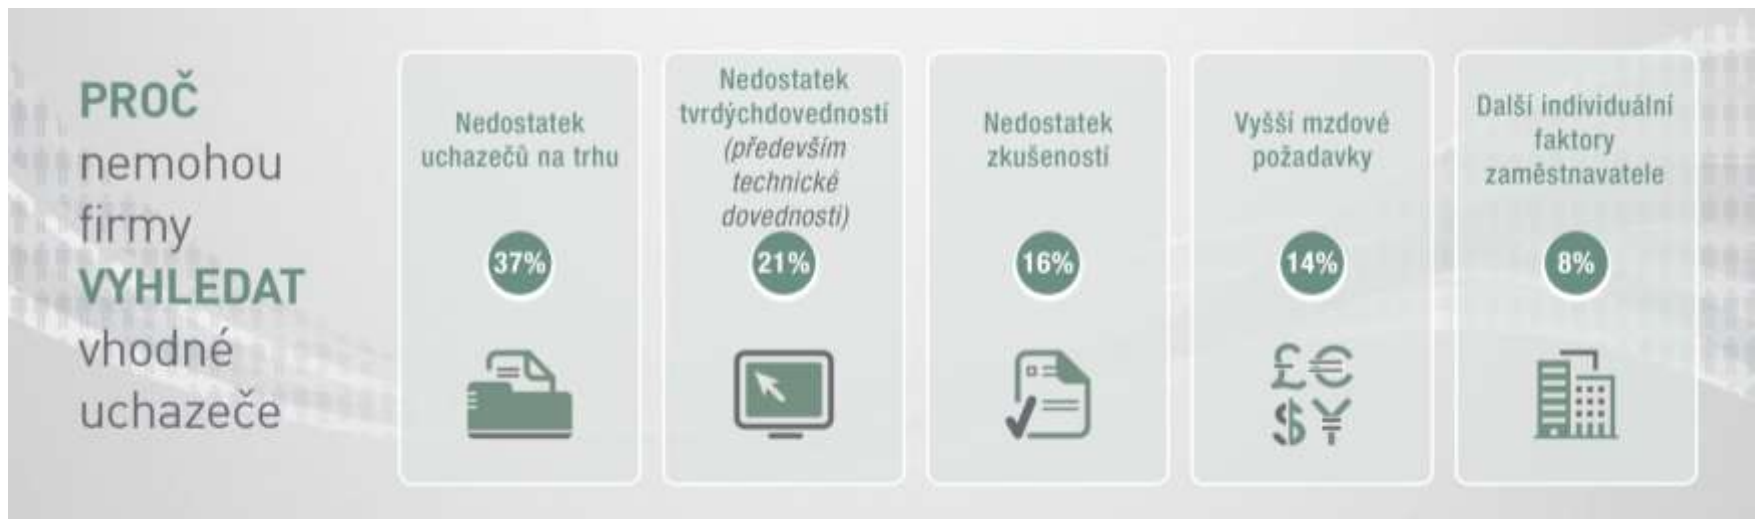 PROČ
nemohou
firmy
VYHLEDAT
vhodné
uchazeče
Nedostatek
uchazečů na trhu
37%
Nedostatek
tvrdýchdovedností
(především
technické
dovednosti)
21%
Nedostatek
zkušeností
16%
Vyšší mzdové
požadavky
14%
£€
$¥
Další individuální
faktory
zaměstnavatele
8%